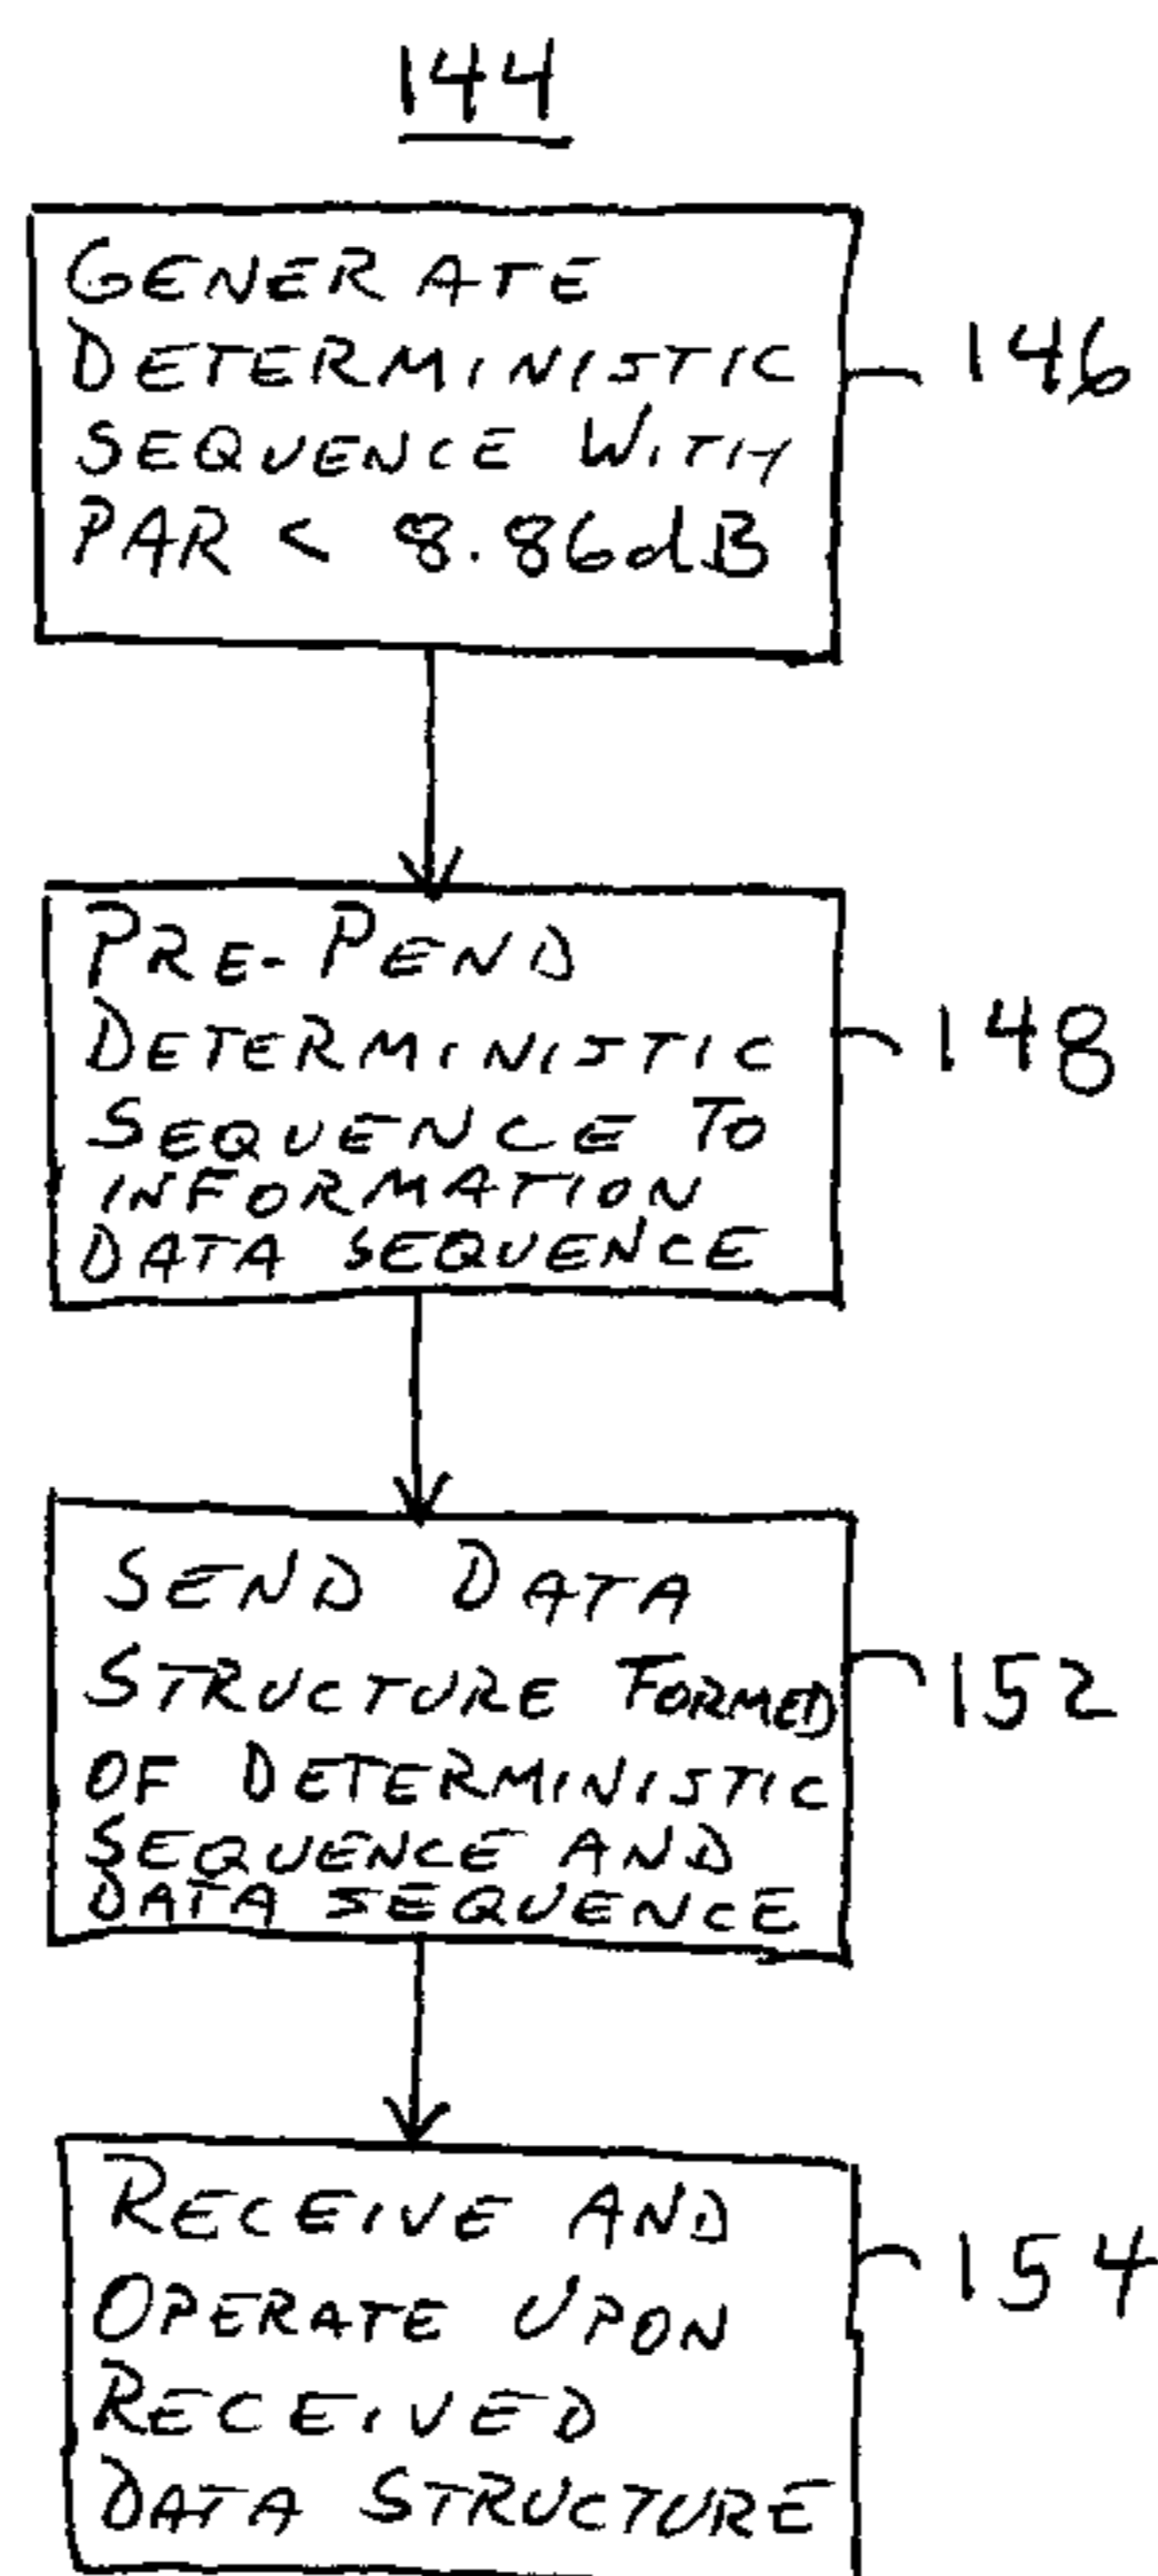 144
GENERATE
DETERMINISTIC
SEQUENCE WITH
PAR < 8.86dB
146
PRE-PEND
DETERMINISTIC
SEQUENCE TO
INFORMATION
DATA SEQUENCE
148
SEND DATA
STRUCTURE FORMED
OF DETERMINISTIC
SEQUENCE AND
DATA SEQUENCE
152
RECEIVE AND
OPERATE UPON
RECEIVED
DATA STRUCTURE
154